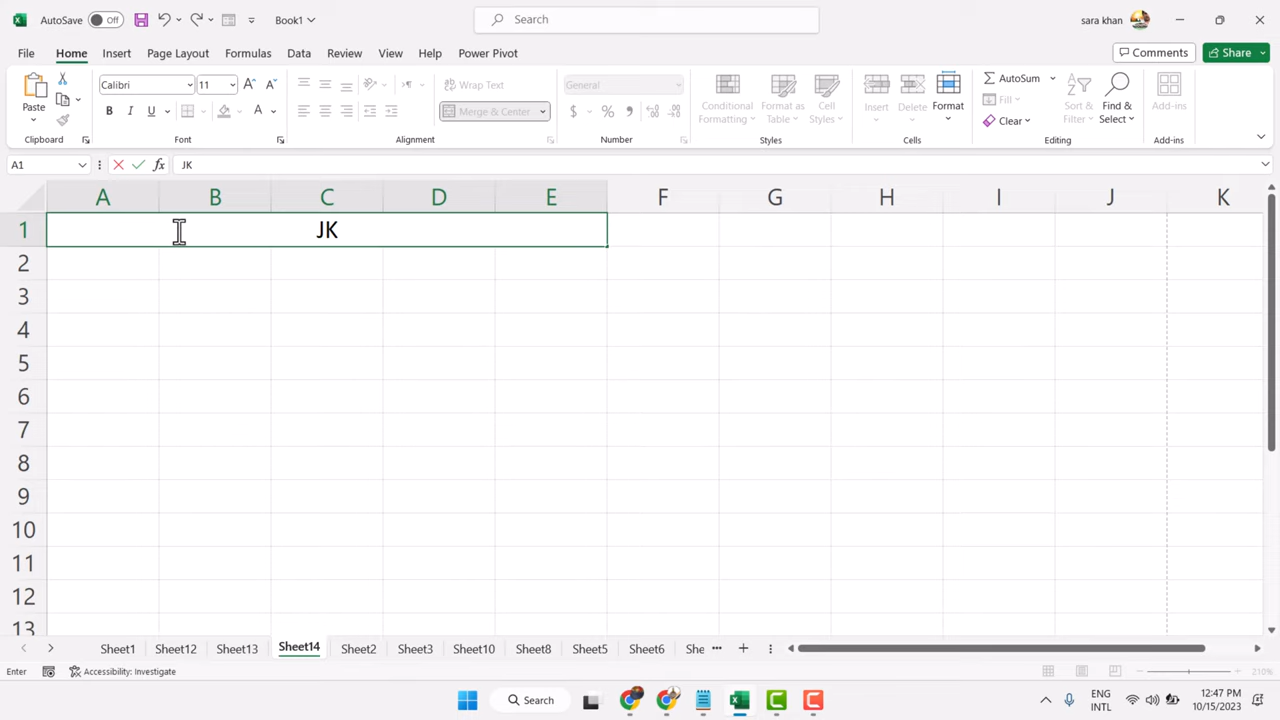 AutoSave Off Book1 Search sara khan
File Home Insert Page Layout Formulas Data Review View Help Power Pivot Comments Share
Calibri 11 Wrap Text General AutoSum
Paste B I U A Merge & Center $ % Conditional Formatting Format as Table Cell Styles Insert Delete Format Fill Clear Sort & Filter Find & Select Add-ins
Clipboard Font Alignment Number Styles Cells Editing Add-ins
A1 fx JK
A B C D E F G H I J K
1 JK
2
3
4
5
6
7
8
9
10
11
12
13
Sheet1 Sheet12 Sheet13 Sheet14 Sheet2 Sheet3 Sheet10 Sheet8 Sheet5 Sheet6 She ...
Enter Accessibility: Investigate 210%
Search ENG INTL 12:47 PM 10/15/2023